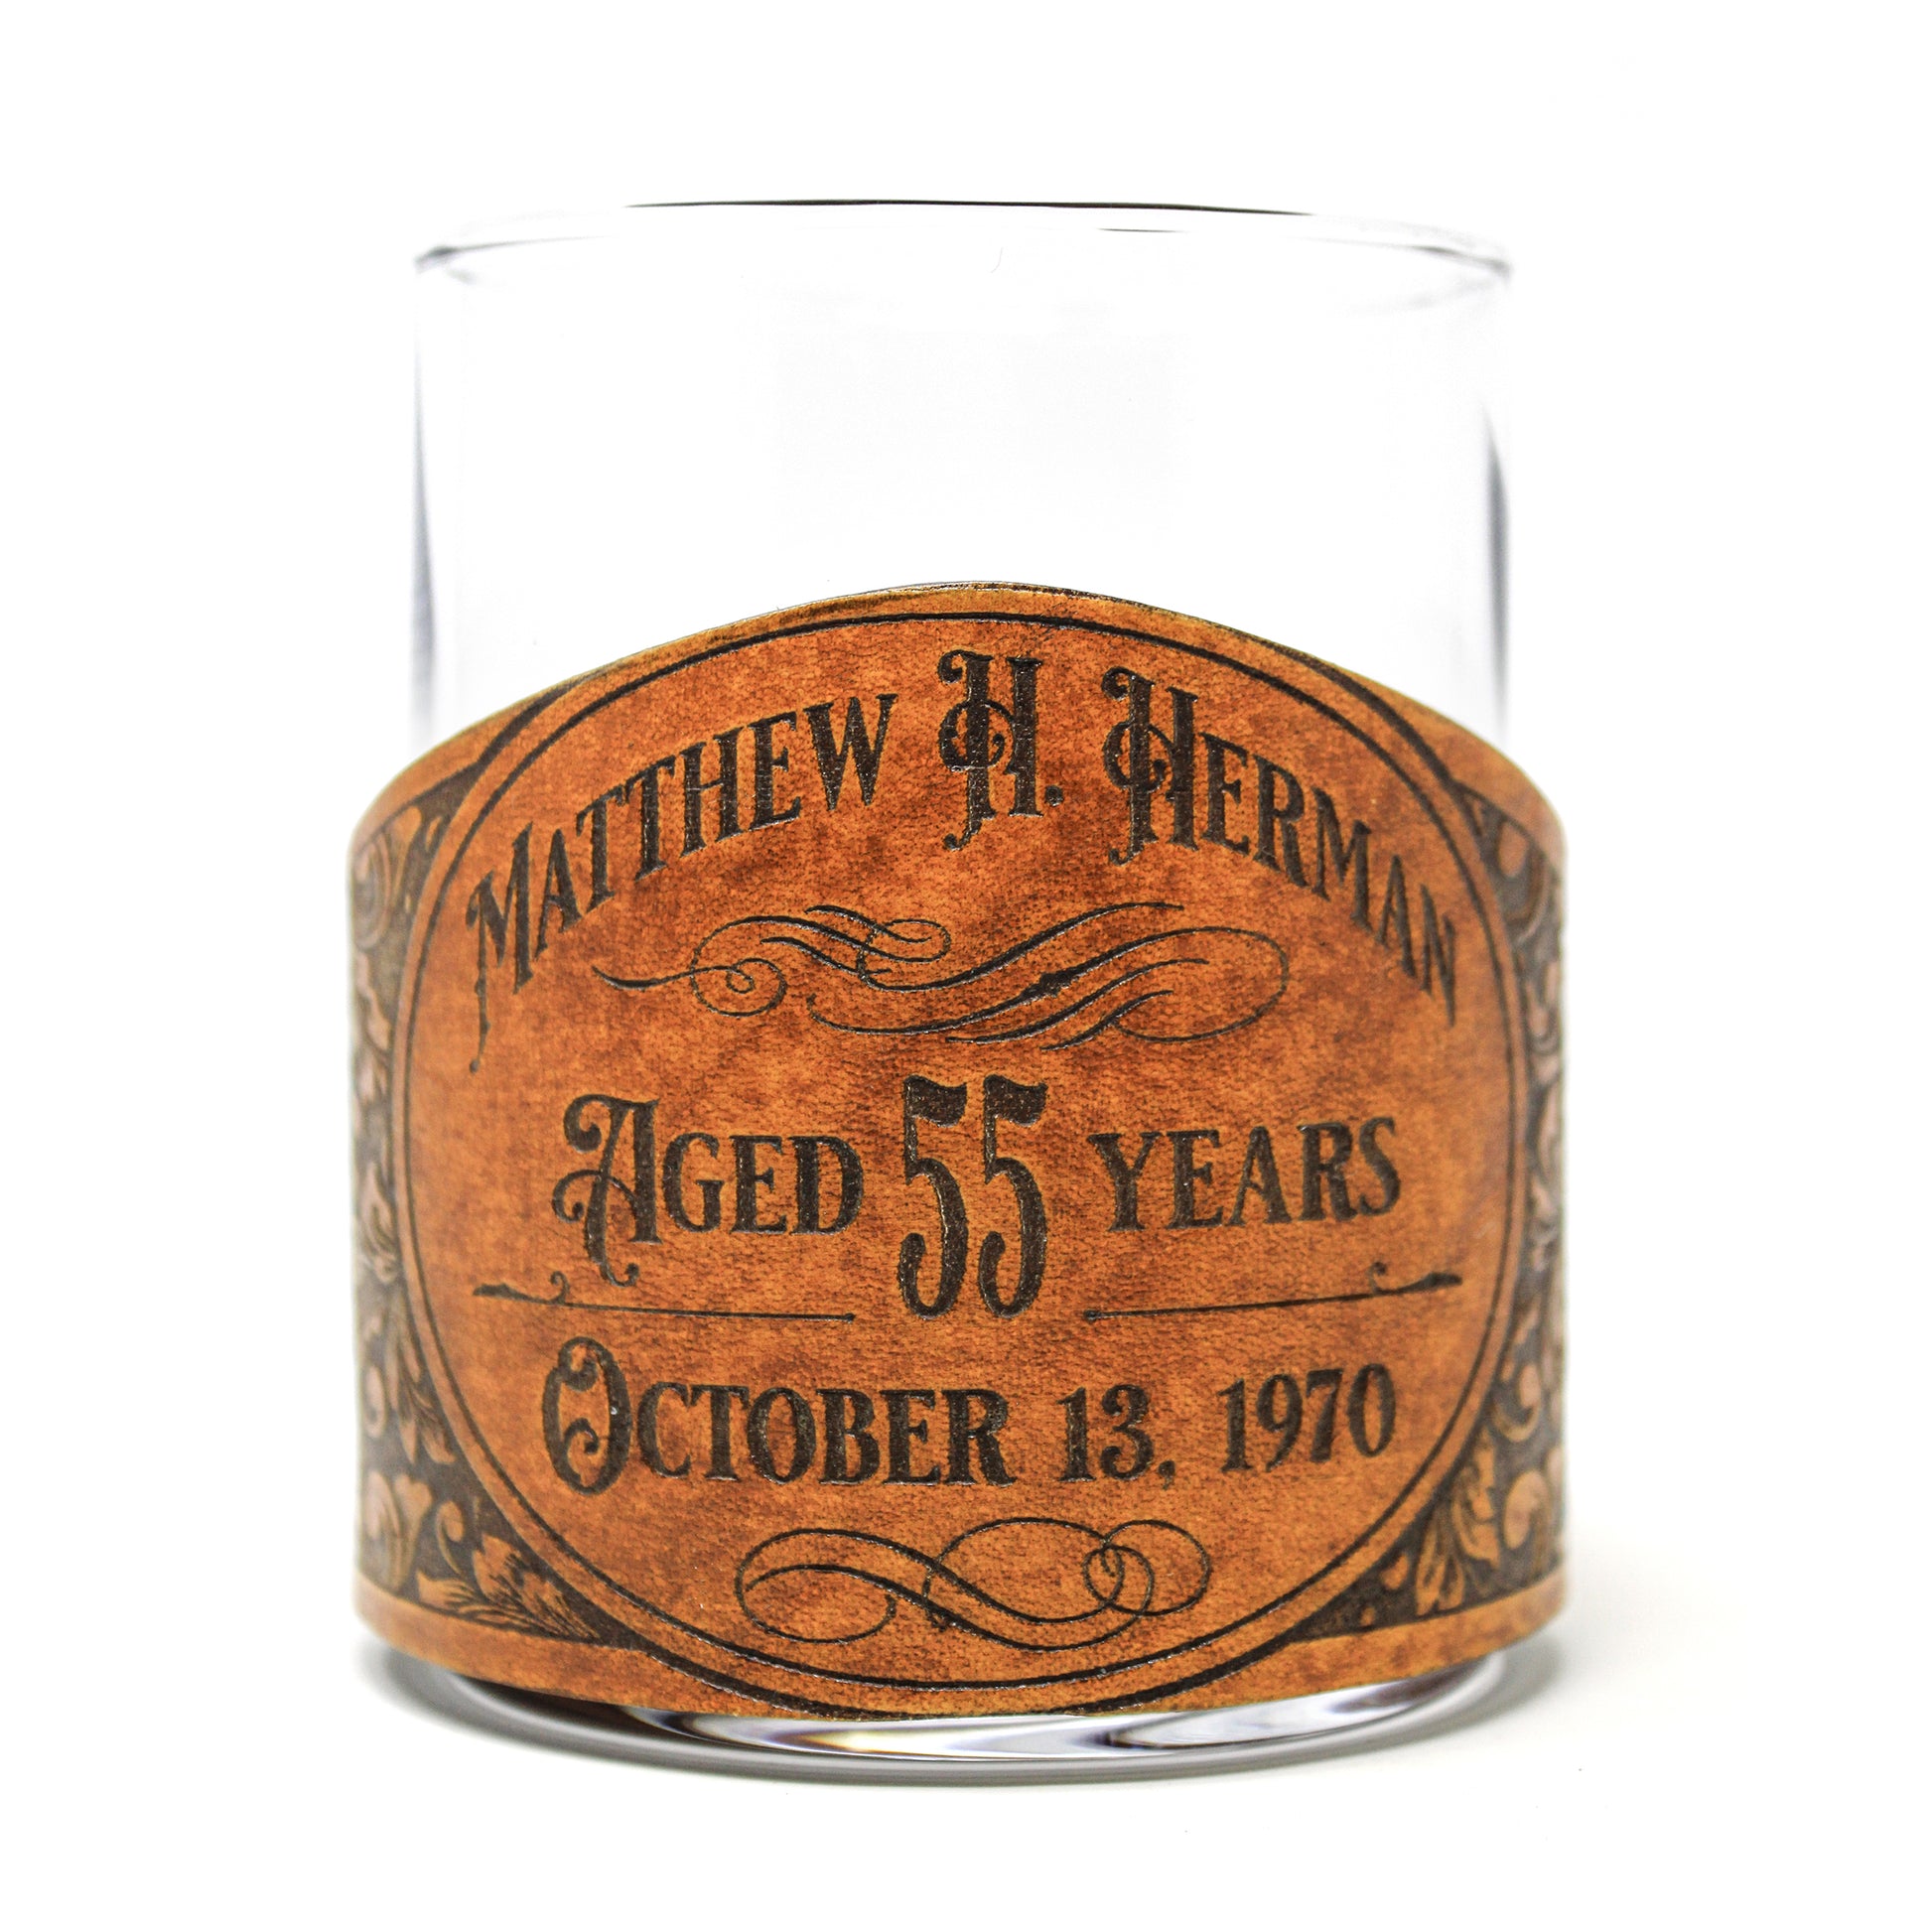 MATTHEW H. HERMAN
AGED 55 YEARS
OCTOBER 13, 1970